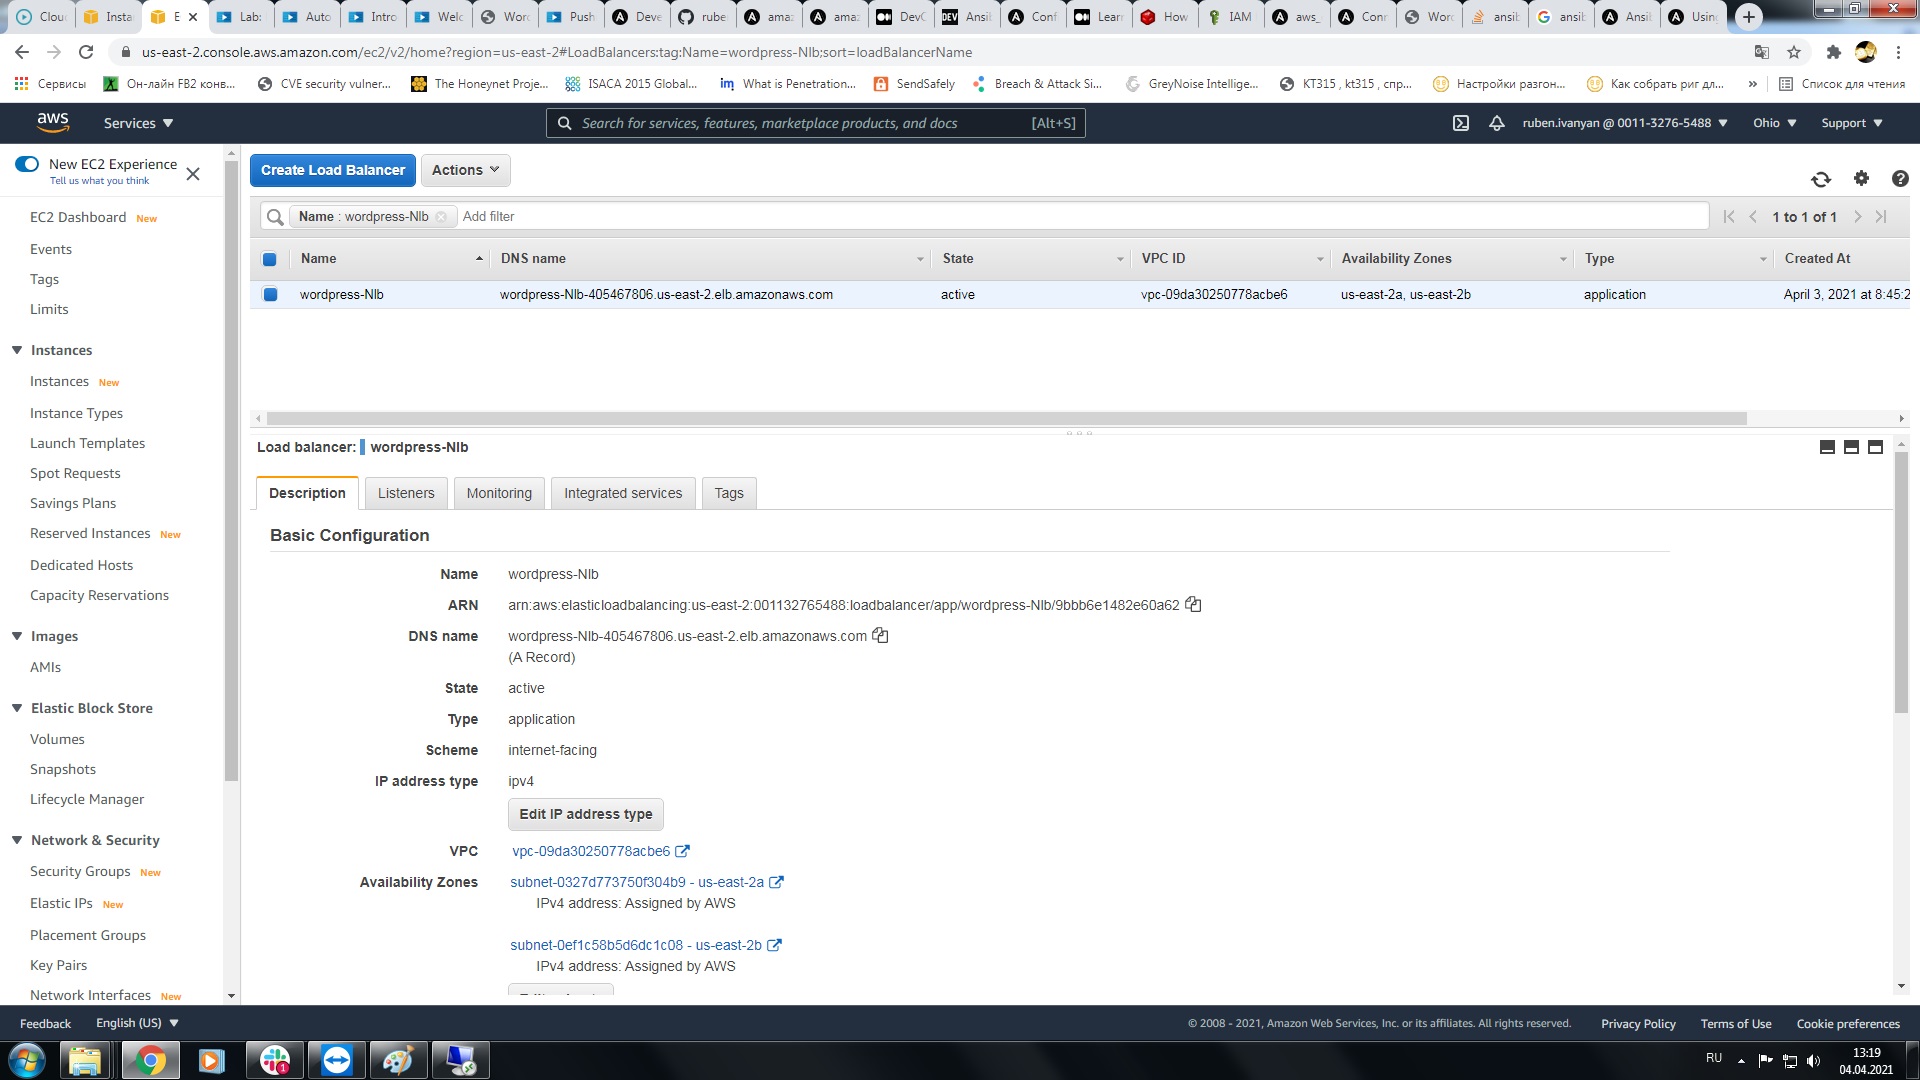 Clou
Insta
E
Lab:
Auto
Intro
Welc
Word
Push
Deve
rube
amaz
amaz
DevC
Ansil
Conf
Learr
How
IAM
aws_
Conr
Word
ansib
ansib
Ansil
Using
us-east-2.console.aws.amazon.com/ec2/v2/home?region=us-east-2#LoadBalancers:tag:Name=wordpress-Nlb;sort=loadBalancerName
Сервисы
Он-лайн FB2 конв...
CVE security vulner...
The Honeynet Proje...
ISACA 2015 Global...
What is Penetration...
SendSafely
Breach & Attack Si...
GreyNoise Intellige...
KT315 , kt315 , спр...
Настройки разгон...
Как собрать риг дл...
»
Список для чтения
aws
Services
Search for services, features, marketplace products, and docs [Alt+S]
ruben.ivanyan @ 0011-3276-5488
Ohio
Support
New EC2 Experience
Tell us what you think
EC2 Dashboard New
Events
Tags
Limits
Instances
Instances New
Instance Types
Launch Templates
Spot Requests
Savings Plans
Reserved Instances New
Dedicated Hosts
Capacity Reservations
Images
AMIs
Elastic Block Store
Volumes
Snapshots
Lifecycle Manager
Network & Security
Security Groups New
Elastic IPs New
Placement Groups
Key Pairs
Network Interfaces New
Create Load Balancer
Actions
Name : wordpress-Nlb Add filter
1 to 1 of 1
Name DNS name State VPC ID Availability Zones Type Created At
wordpress-Nlb wordpress-Nlb-405467806.us-east-2.elb.amazonaws.com active vpc-09da30250778acbe6 us-east-2a, us-east-2b application April 3, 2021 at 8:45:2
Load balancer: wordpress-Nlb
Description Listeners Monitoring Integrated services Tags
Basic Configuration
Name wordpress-Nlb
ARN arn:aws:elasticloadbalancing:us-east-2:001132765488:loadbalancer/app/wordpress-Nlb/9bbb6e1482e60a62
DNS name wordpress-Nlb-405467806.us-east-2.elb.amazonaws.com
(A Record)
State active
Type application
Scheme internet-facing
IP address type ipv4
Edit IP address type
VPC vpc-09da30250778acbe6
Availability Zones subnet-0327d773750f304b9 - us-east-2a
IPv4 address: Assigned by AWS
subnet-0ef1c58b5d6dc1c08 - us-east-2b
IPv4 address: Assigned by AWS
Feedback
English (US)
© 2008 - 2021, Amazon Web Services, Inc. or its affiliates. All rights reserved.
Privacy Policy
Terms of Use
Cookie preferences
RU
13:19
04.04.2021